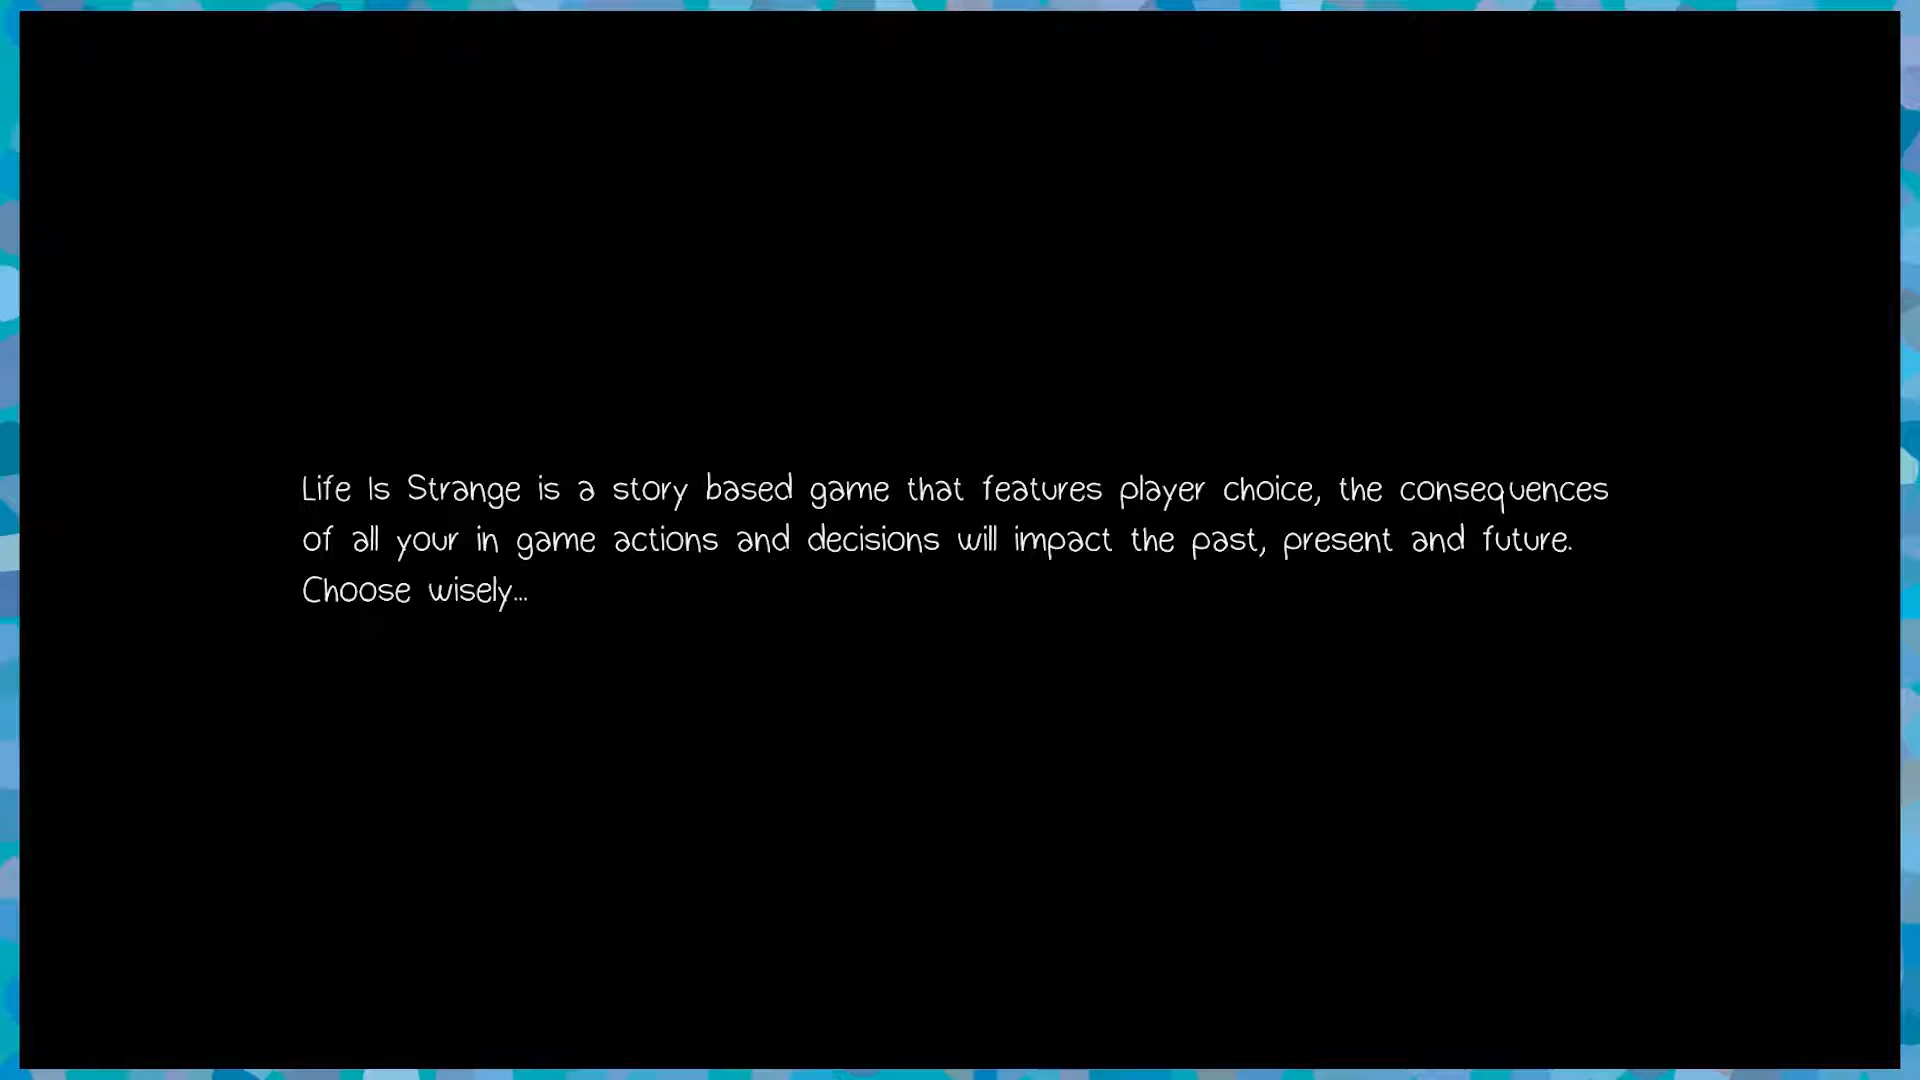 Life Is Strange is a story based game that features player choice, the consequences
of all your in game actions and decisions will impact the past, present and future.
Choose wisely...